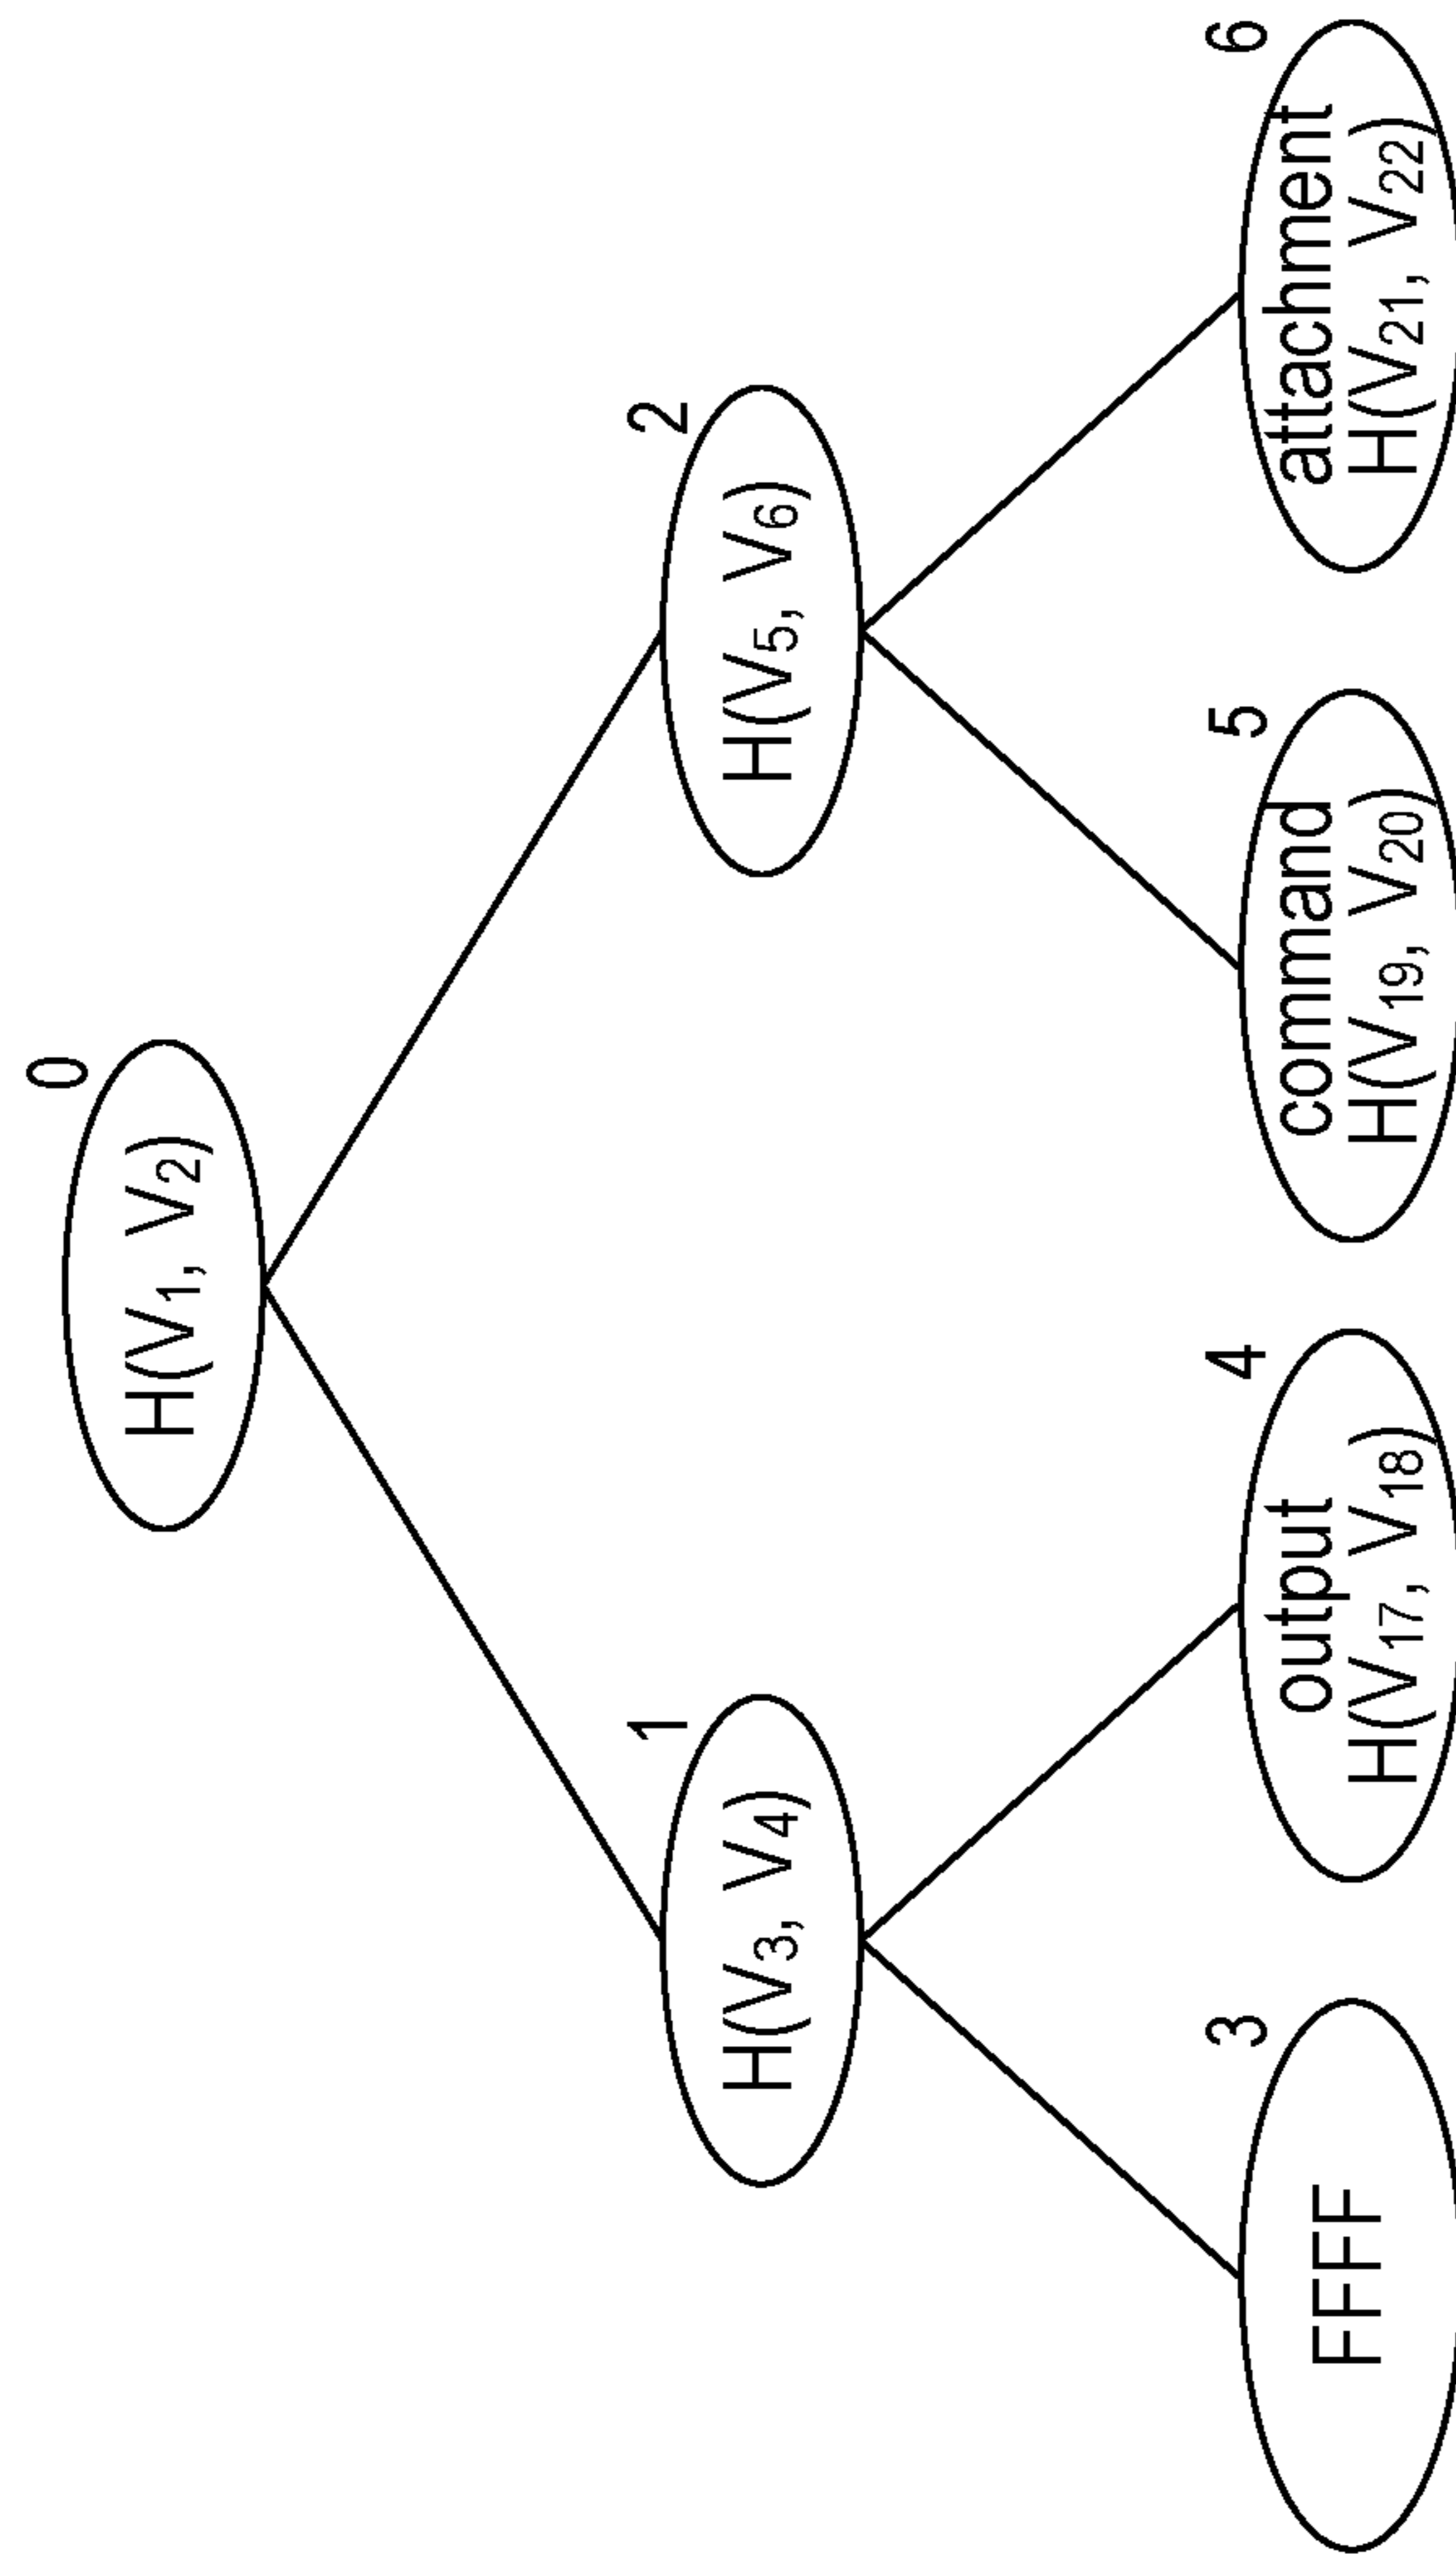 0
H(V1, V2)
1
H(V3, V4)
2
H(V5, V6)
3
FFFF
4
output
H(V17, V18)
5
command
H(V19, V20)
6
attachment
H(V21, V22)